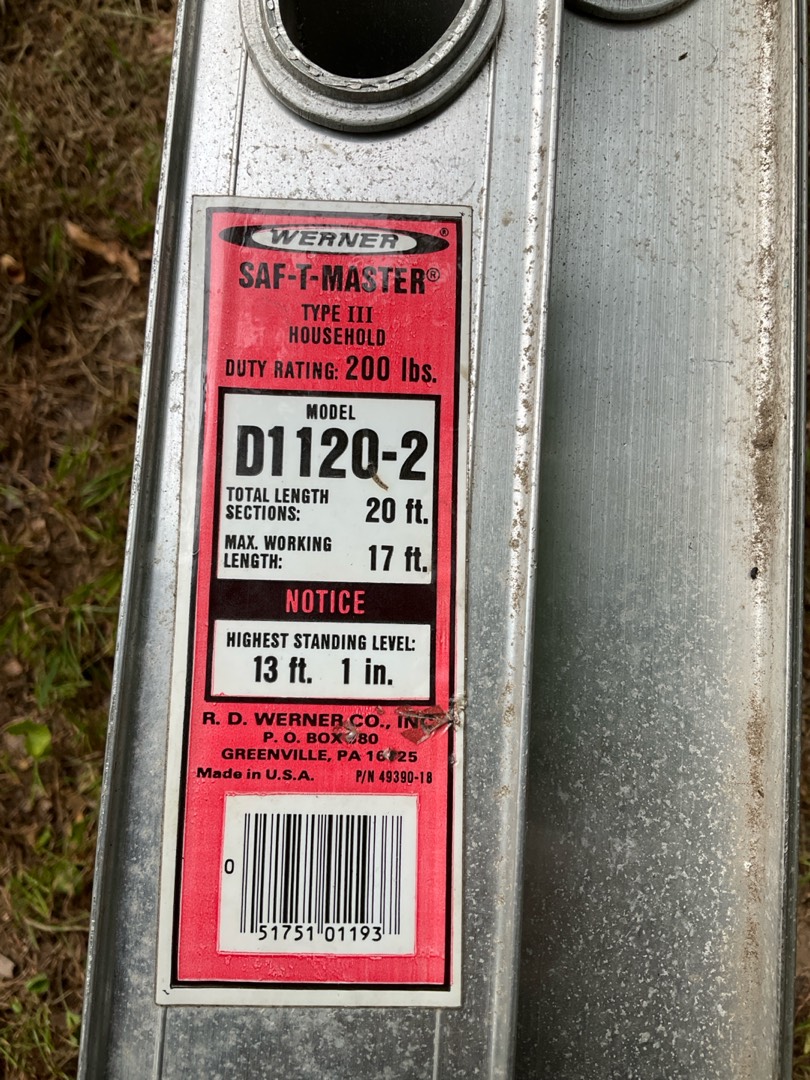 WERNER®
SAF-T-MASTER®
TYPE III
HOUSEHOLD
DUTY RATING: 200 lbs.
MODEL
D1120-2
TOTAL LENGTH
SECTIONS: 20 ft.
MAX. WORKING
LENGTH: 17 ft.
NOTICE
HIGHEST STANDING LEVEL:
13 ft. 1 in.
R. D. WERNER CO., INC
P. O. BOX
GREENVILLE, PA
Made in U.S.A. P/N 49390-18
0 51751 01193